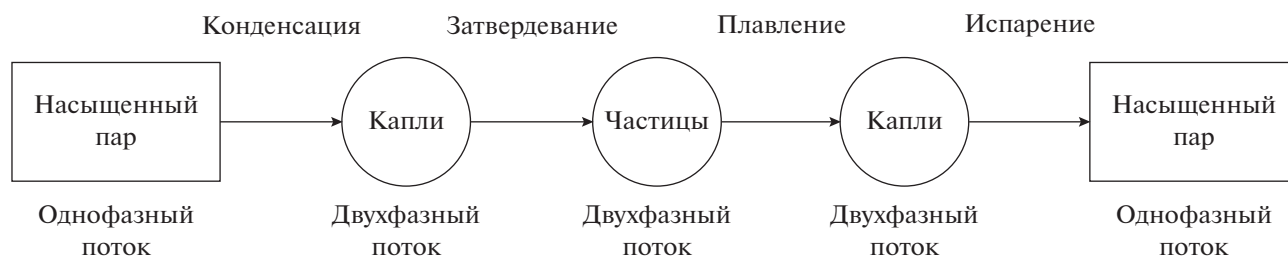 Конденсация Затвердевание Плавление Испарение
Насыщенный
пар
Капли
Частицы
Капли
Насыщенный
пар
Однофазный
поток
Двухфазный
поток
Двухфазный
поток
Двухфазный
поток
Однофазный
поток